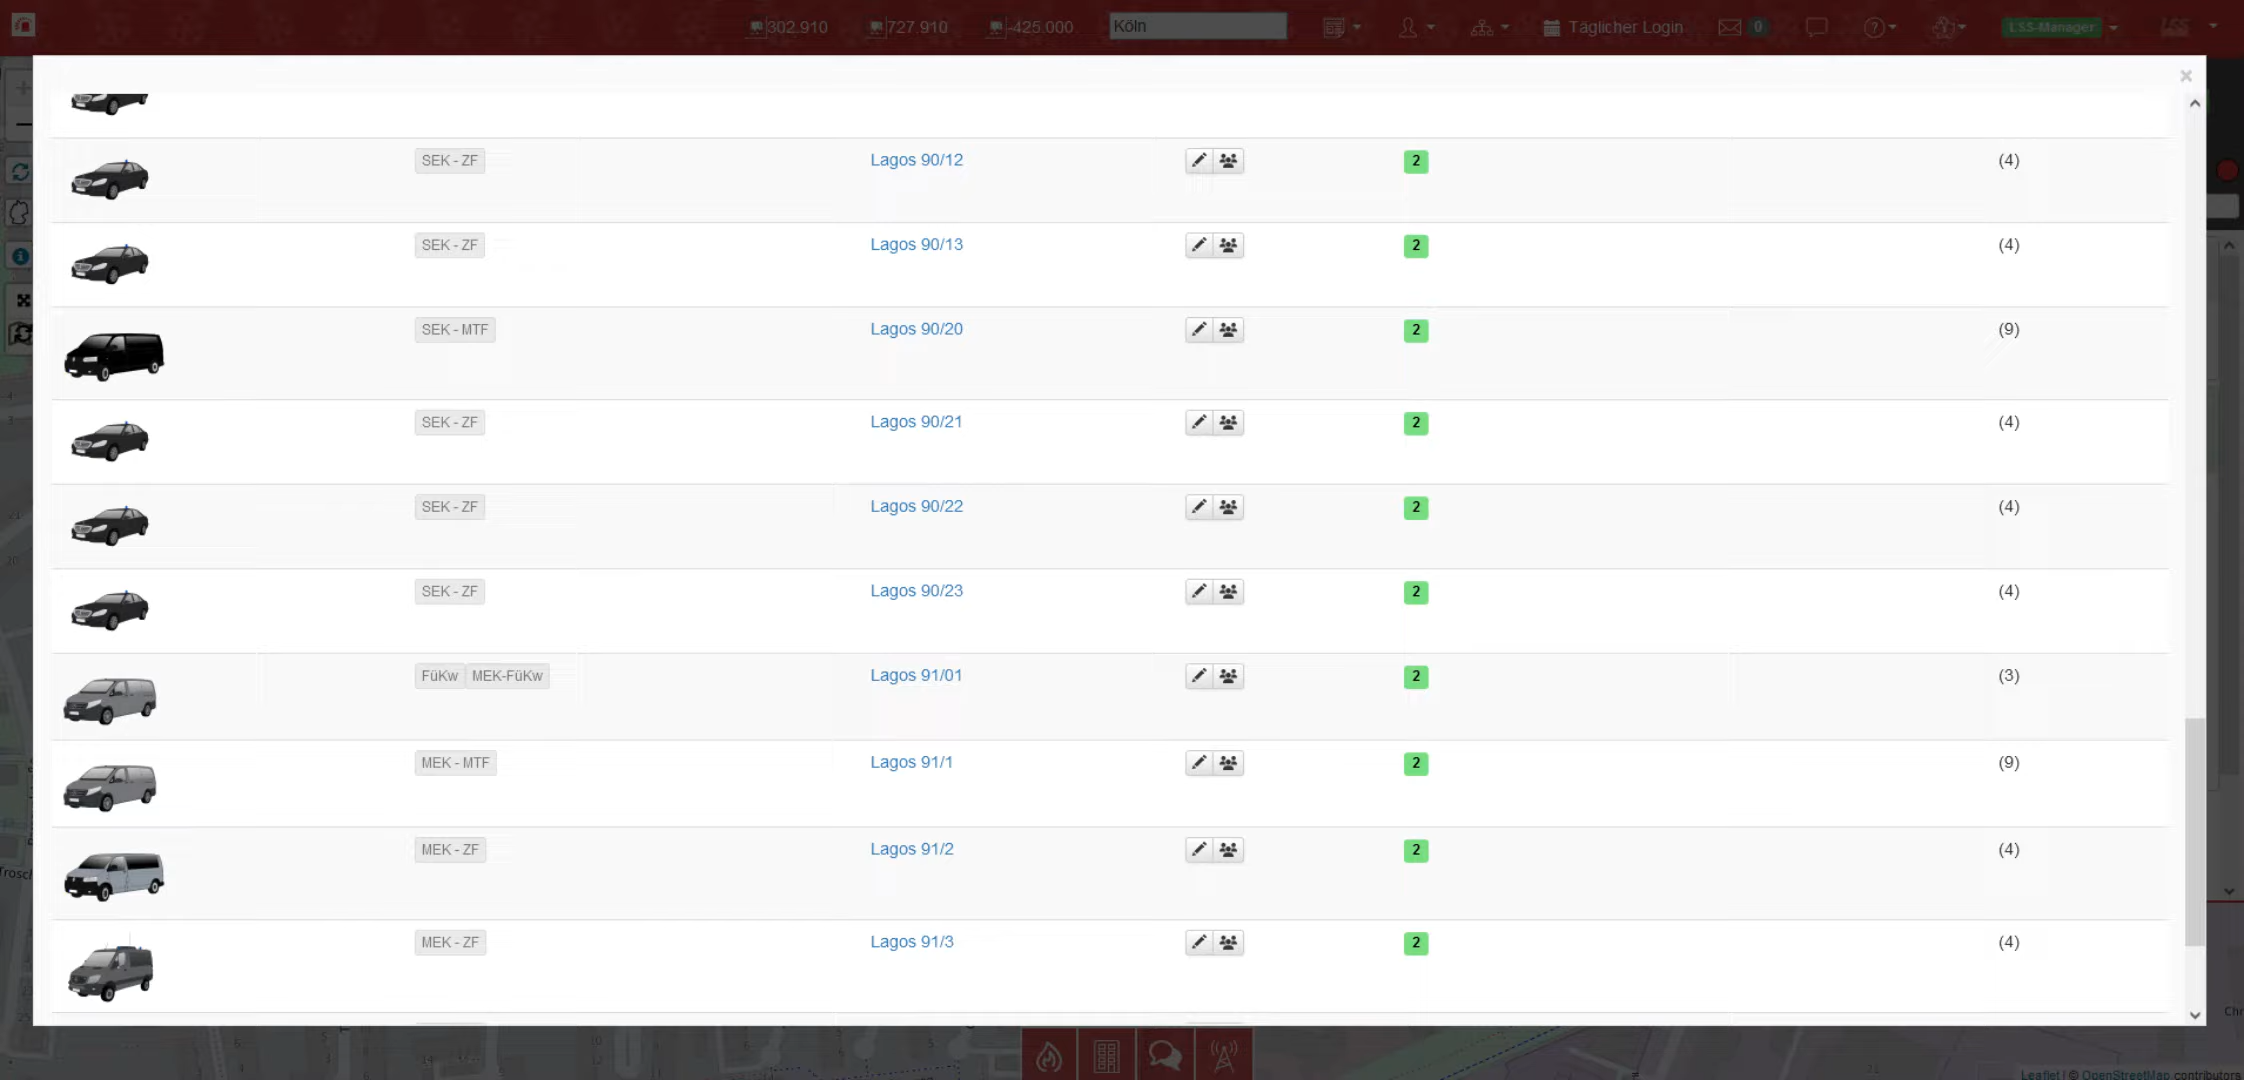 302.910 727.910 -425.000 Köln Täglicher Login 0 LSS-Manager
SEK - ZF Lagos 90/12 2 (4)
SEK - ZF Lagos 90/13 2 (4)
SEK - MTF Lagos 90/20 2 (9)
SEK - ZF Lagos 90/21 2 (4)
SEK - ZF Lagos 90/22 2 (4)
SEK - ZF Lagos 90/23 2 (4)
FüKw MEK-FüKw Lagos 91/01 2 (3)
MEK - MTF Lagos 91/1 2 (9)
MEK - ZF Lagos 91/2 2 (4)
MEK - ZF Lagos 91/3 2 (4)
Leaflet | © OpenStreetMap contributors